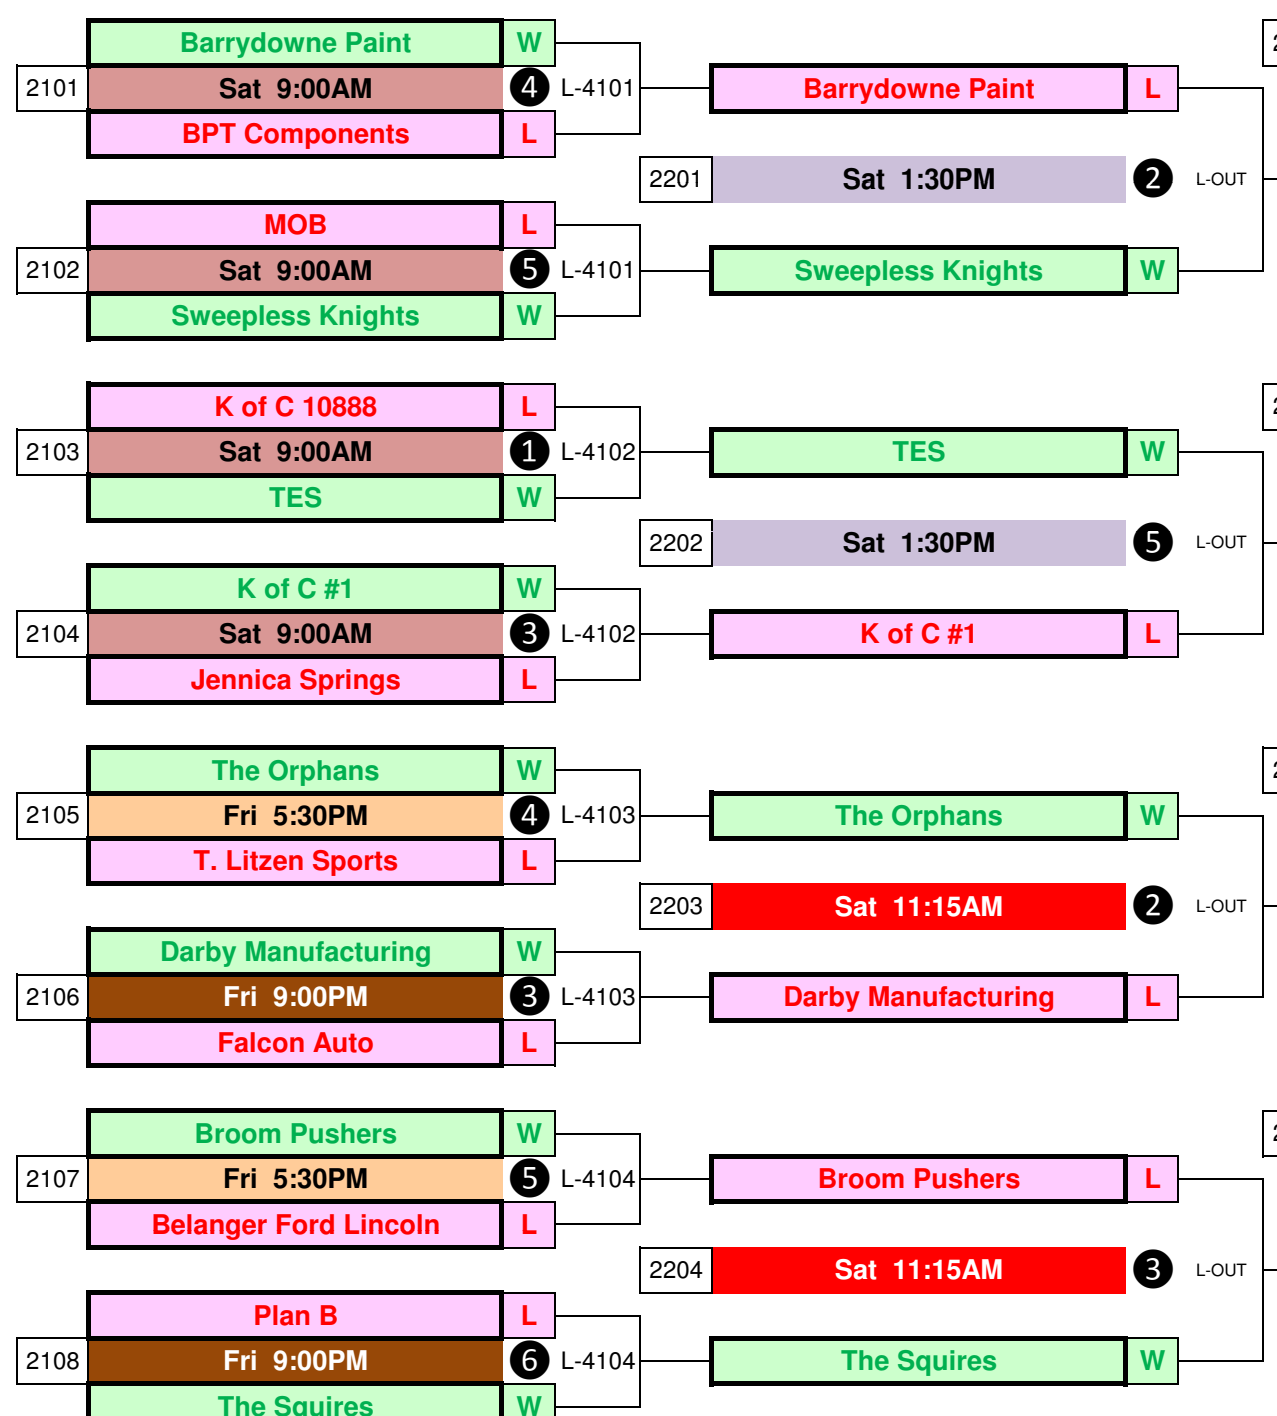 Barrydowne Paint W
2101 Sat 9:00AM 4 L-4101
BPT Components L
Barrydowne Paint L
2201 Sat 1:30PM 2 L-OUT
MOB L
2102 Sat 9:00AM 5 L-4101
Sweepless Knights W
Sweepless Knights W
K of C 10888 L
2103 Sat 9:00AM 1 L-4102
TES W
TES W
2202 Sat 1:30PM 5 L-OUT
K of C #1 W
2104 Sat 9:00AM 3 L-4102
Jennica Springs L
K of C #1 L
The Orphans W
2105 Fri 5:30PM 4 L-4103
T. Litzen Sports L
The Orphans W
2203 Sat 11:15AM 2 L-OUT
Darby Manufacturing W
2106 Fri 9:00PM 3 L-4103
Falcon Auto L
Darby Manufacturing L
Broom Pushers W
2107 Fri 5:30PM 5 L-4104
Belanger Ford Lincoln L
Broom Pushers L
2204 Sat 11:15AM 3 L-OUT
Plan B L
2108 Fri 9:00PM 6 L-4104
The Squires W
The Squires W